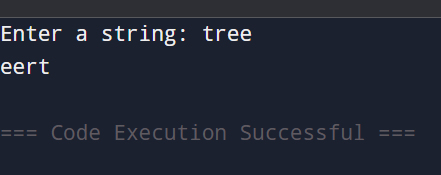 Enter a string: tree
eert
=== Code Execution Successful ===